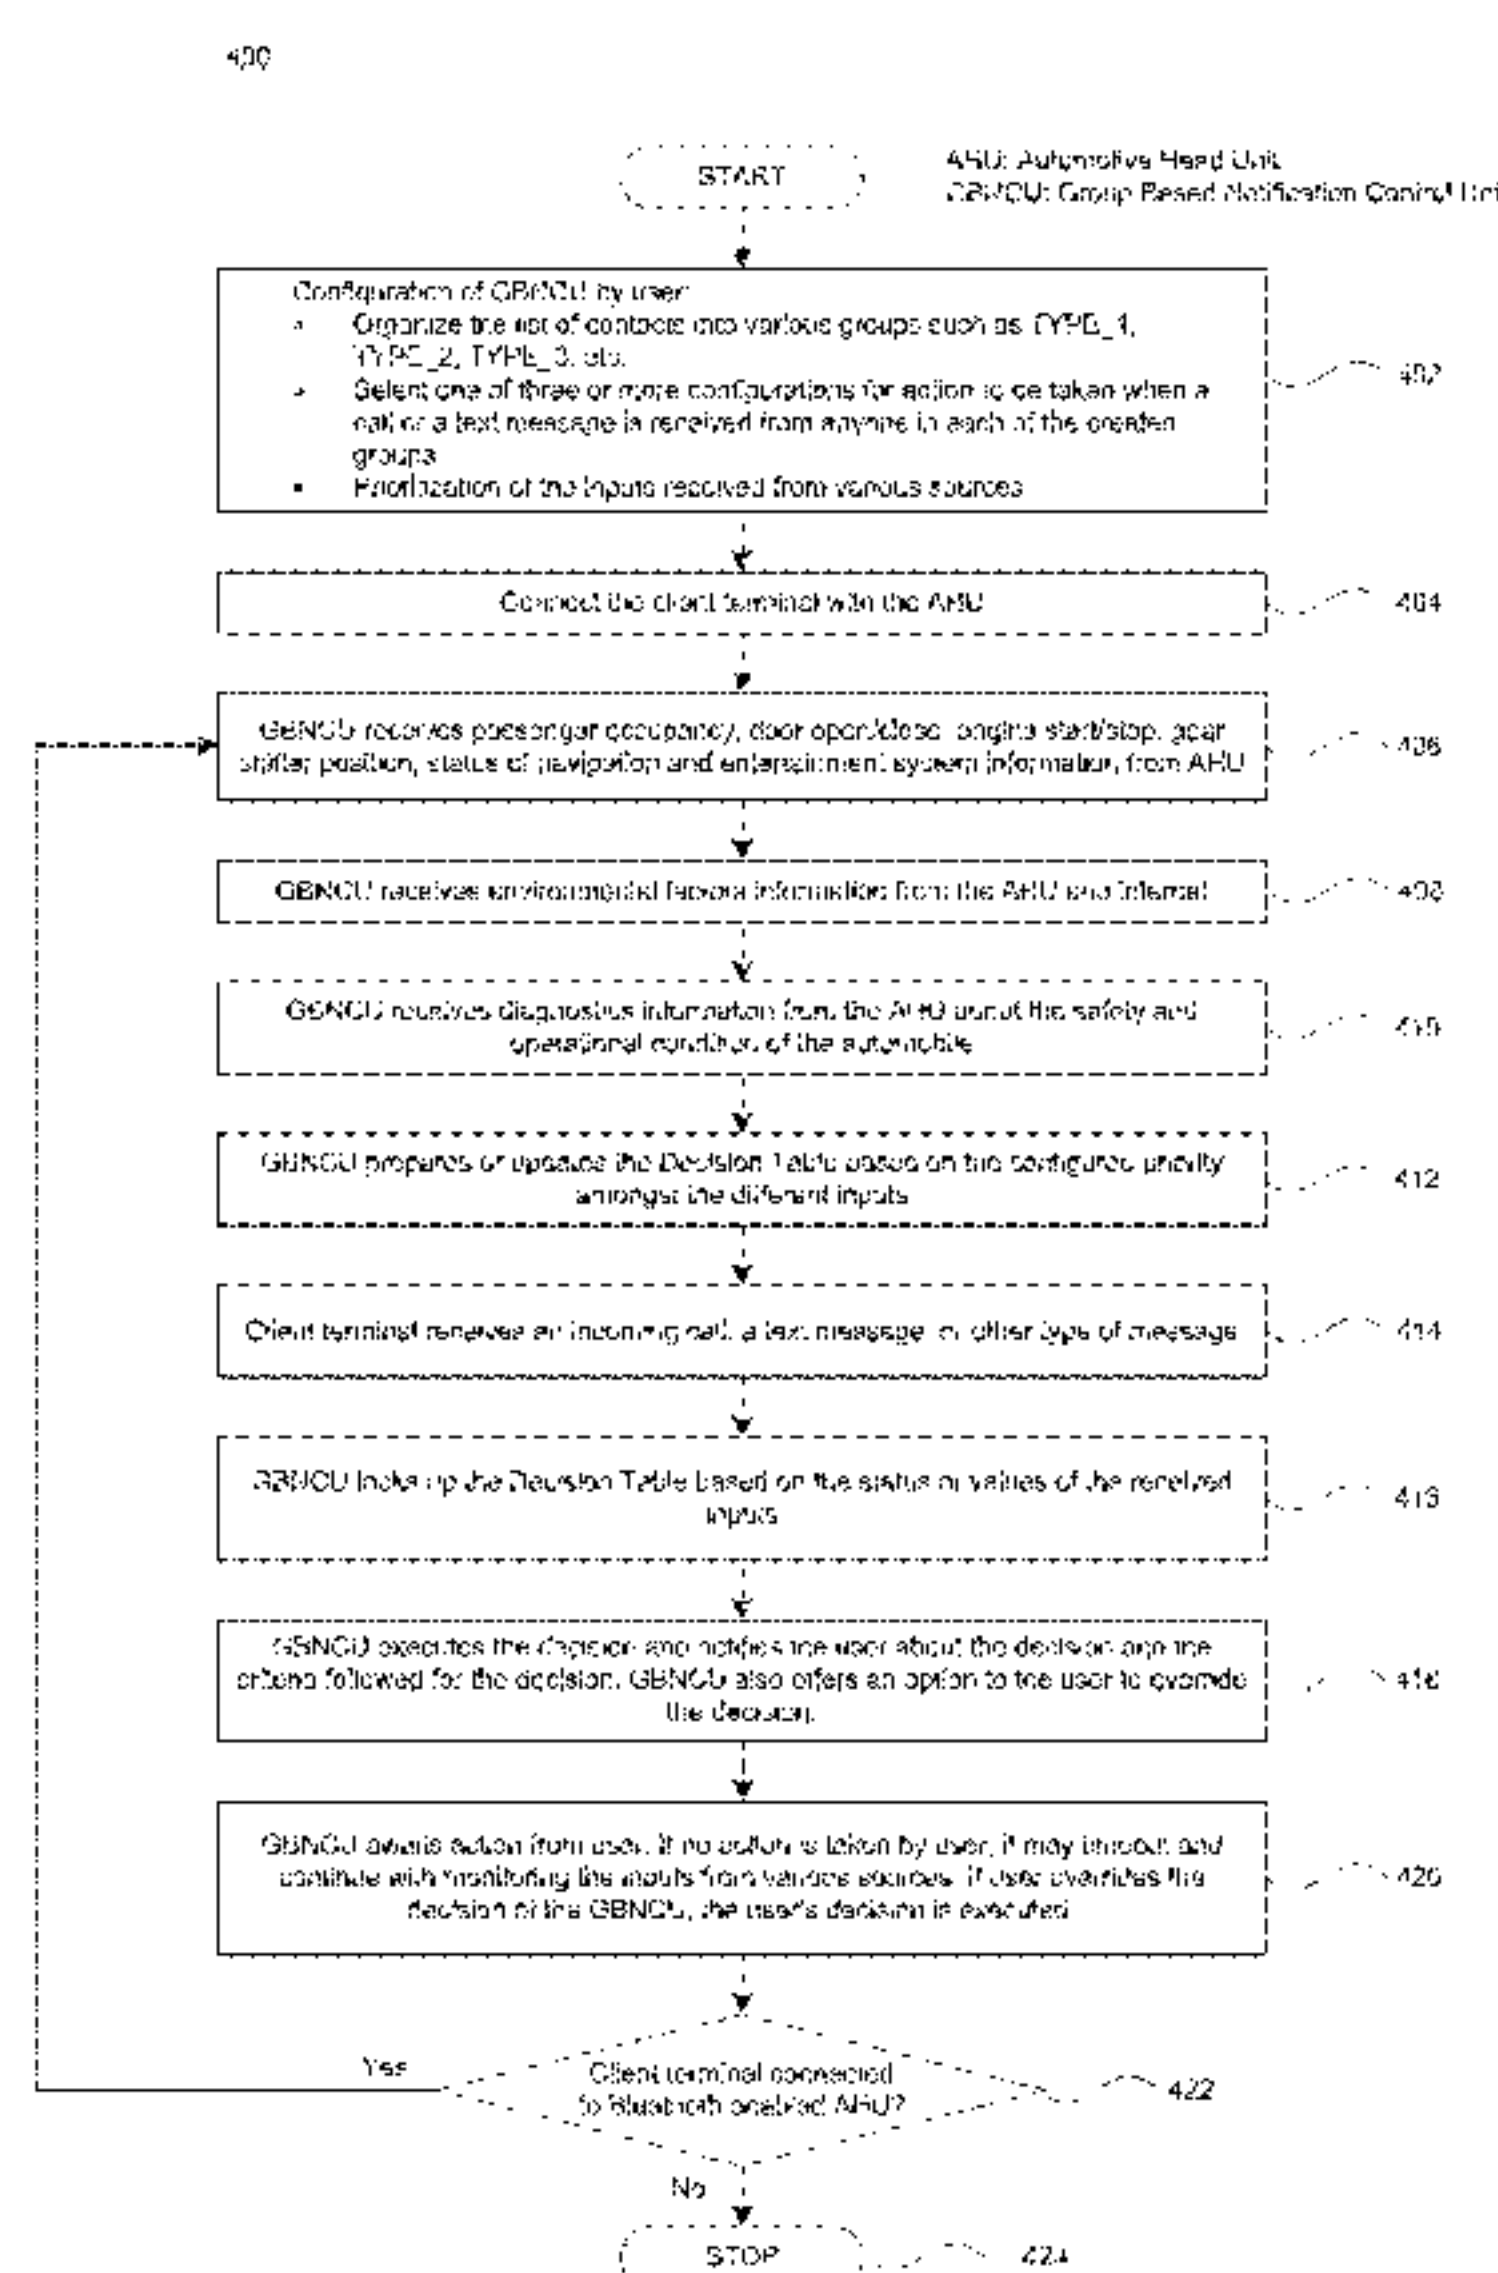 400
START
AHU: Automotive Head Unit
GBNCU: Group Based Notification Control Uni
Configuration of GBNCU by user:
Organize the list of contacts into various groups such as TYPE_1,
TYPE_2, TYPE_3, etc.
Select one of three or more configurations for action to be taken when a
call or a text message is received from anyone in each of the created
groups
Prioritization of the inputs received from various sources
402
Connect the client terminal with the AHU
404
GBNCU receives passenger occupancy, door open/close, engine start/stop, gear
shifter position, status of navigation and entertainment system information from AHU
406
GBNCU receives environmental factors information from the AHU and Internet
408
GBNCU receives diagnostics information from the AHU about the safety and
operational condition of the automobile
410
GBNCU prepares or updates the Decision Table based on the configured priority
amongst the different inputs
412
Client terminal receives an incoming call, a text message, or other type of message
414
GBNCU looks up the Decision Table based on the status or values of the received
inputs
GBNCU executes the decision and notifies the user about the decision and the
criteria followed for the decision. GBNCU also offers an option to the user to override
the decision.
GBNCU awaits action from user. If no action is taken by user, it may timeout and
continue with monitoring the inputs from various sources. If user overrides the
decision of the GBNCU, the user's decision is executed
420
Yes
Client terminal connected
to Bluetooth enabled AHU?
422
No
STOP
424